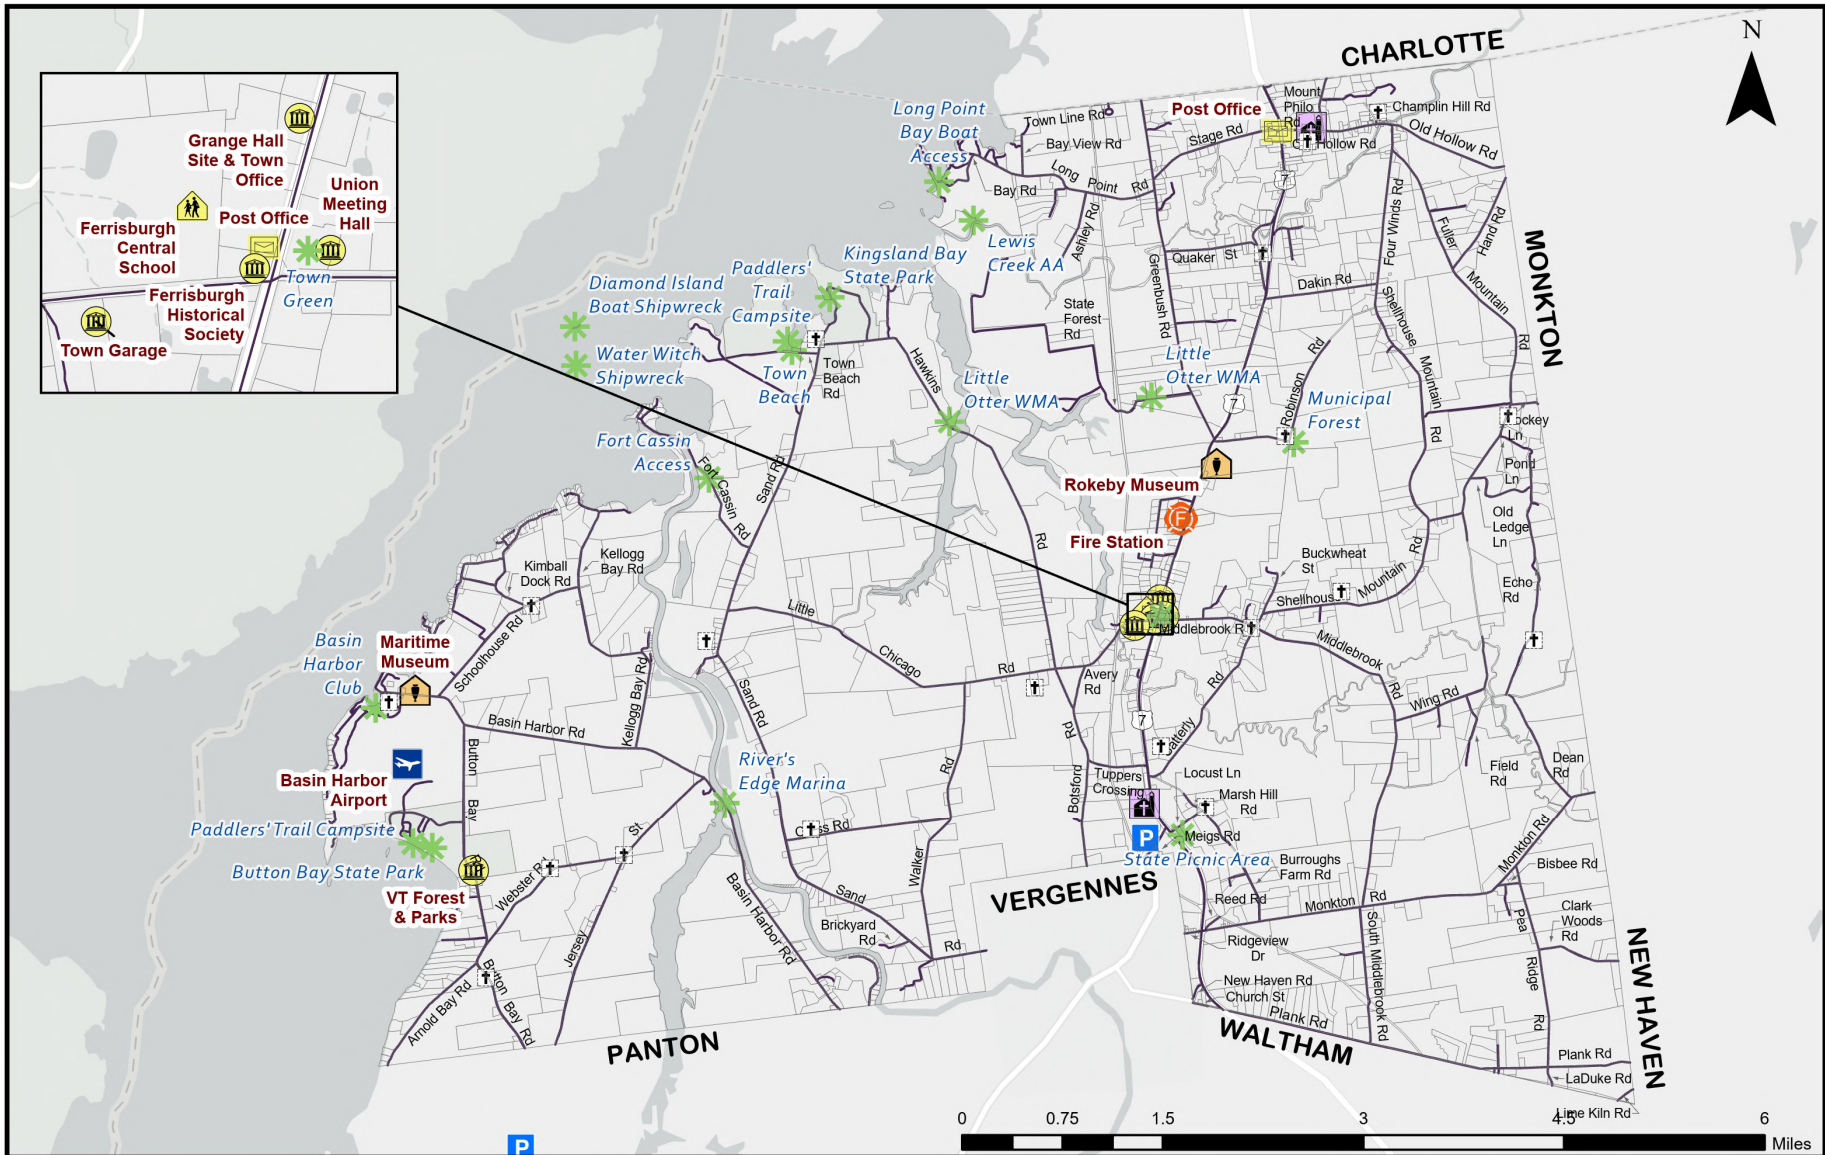 CHARLOTTE
N
MONKTON
NEW HAVEN
WALTHAM
VERGENNES
PANTON
Grange Hall
Site & Town
Office
Union
Meeting
Hall
Post Office
Ferrisburgh
Central
School
Town
Green
Ferrisburgh
Historical
Society
Town Garage
Long Point
Bay Boat
Access
Town Line Rd
Bay View Rd
Long Point Rd
Bay Rd
Ashley Rd
Lewis
Creek AA
Post Office
Mount
Philo
Rd
Champlin Hill Rd
Stage Rd
Hollow Rd
Old Hollow Rd
7
Four Winds Rd
Fuller
Hand Rd
Mountain
Rd
Quaker St
Dakin Rd
Greenbush Rd
State
Forest
Rd
Shellhouse
Mountain
Rd
Kingsland Bay
State Park
Paddlers'
Trail
Campsite
Diamond Island
Boat Shipwreck
Water Witch
Shipwreck
Town
Beach
Town
Beach
Rd
Hawkins
Rd
Little
Otter WMA
Little
Otter WMA
7
Robinson
Rd
Municipal
Forest
Ln
Pond
Ln
Old
Ledge
Ln
Echo
Rd
Fort Cassin
Access
Fort Cassin Rd
Sand Rd
Rokeby Museum
F
Fire Station
Buckwheat
St
Shellhouse
Mountain
Rd
Kellogg
Bay Rd
Kimball
Dock Rd
Schoolhouse Rd
Little
Chicago
Rd
Middlebrook R
Middlebrook
Rd
Wing Rd
Avery
Rd
Basin
Harbor
Club
Maritime
Museum
Kellogg Bay Rd
Sand Rd
Basin Harbor Rd
7
Rd
Botsford
Rd
Tuppers
Crossing
Locust Ln
Marsh Hill
Rd
Meigs Rd
P
State Picnic Area
Field
Rd
Dean
Rd
Basin Harbor
Airport
Button
Bay
River's
Edge Marina
Paddlers' Trail Campsite
Button Bay State Park
VT Forest
& Parks
Webster Rd
St
Jersey
Walker
Rd
Burroughs
Farm Rd
Reed Rd
Monkton
Rd
Monkton Rd
Bisbee Rd
Clark
Woods
Rd
Pea
Ridge
Rd
Basin Harbor Rd
Sand
Rd
Brickyard
Rd
Ridgeview
Dr
New Haven Rd
Church St
Plank Rd
South Middlebrook Rd
Arnold Bay Rd
Bay Rd
Plank Rd
LaDuke Rd
Lime Kiln Rd
P
0
0.75
1.5
3
4.5
6
Miles